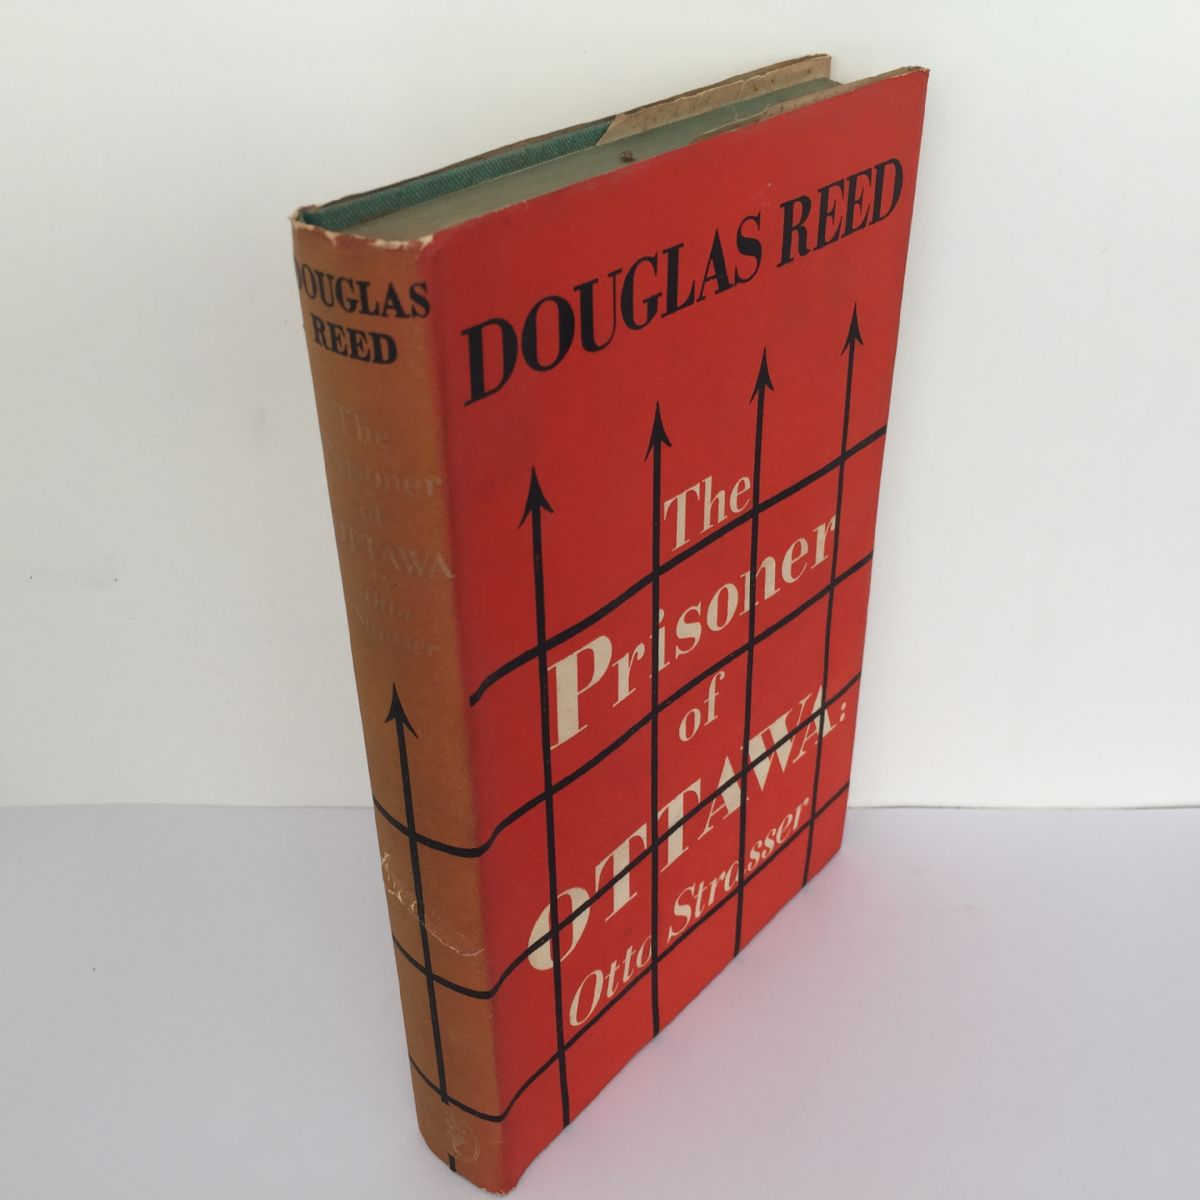 DOUGLAS
REED
The
Prisoner
of
OTTAWA
Otto
Strasser
DOUGLAS REED
The
Prisoner
of
OTTAWA:
Otto Strasser